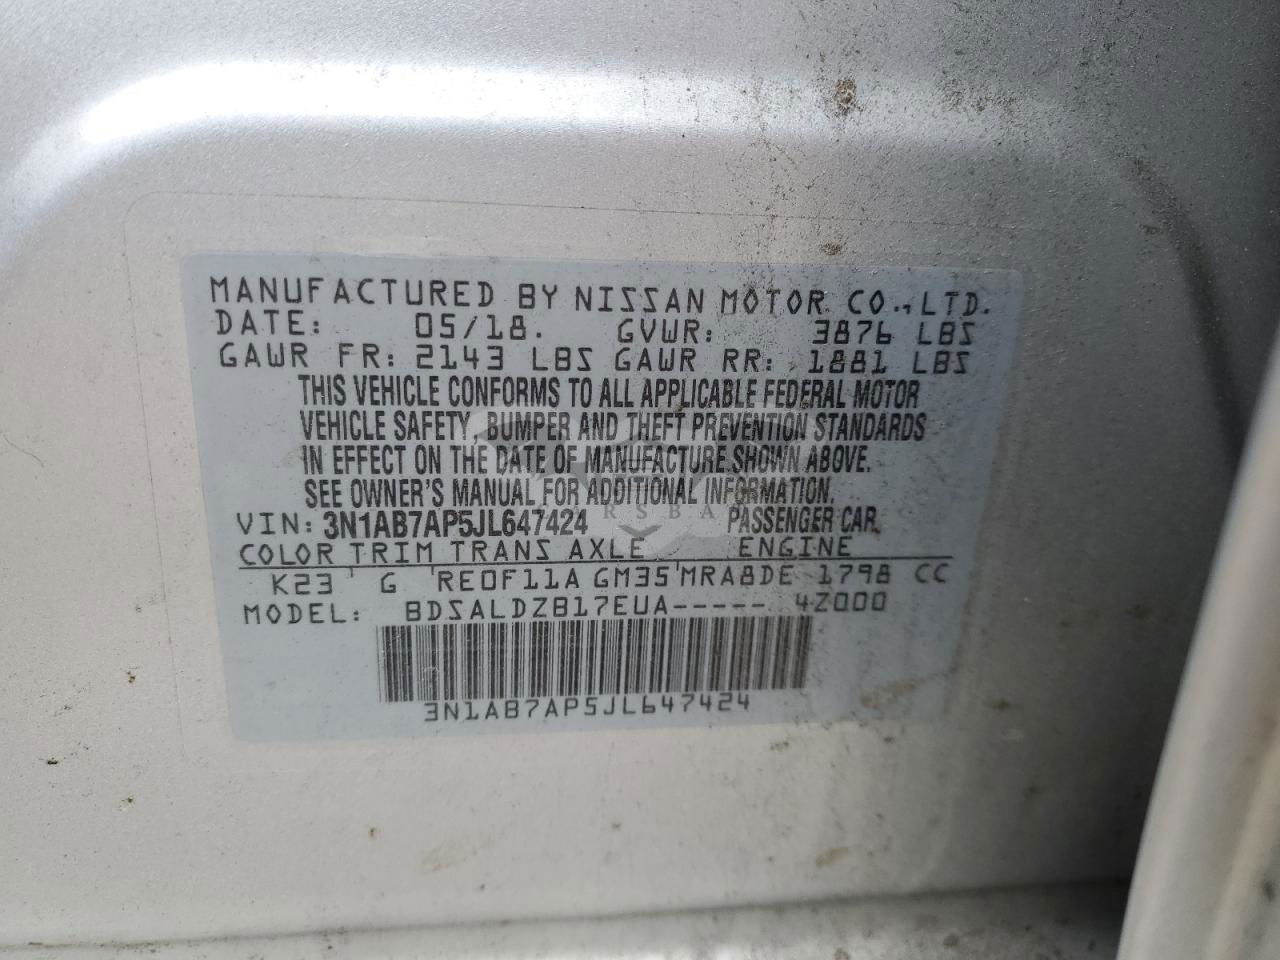 MANUFACTURED BY NISSAN MOTOR CO., LTD.
DATE: 05/18. GVWR: 3876 LBS
GAWR FR: 2143 LBS GAWR RR: 1881 LBS
THIS VEHICLE CONFORMS TO ALL APPLICABLE FEDERAL MOTOR
VEHICLE SAFETY, BUMPER AND THEFT PREVENTION STANDARDS
IN EFFECT ON THE DATE OF MANUFACTURE SHOWN ABOVE.
SEE OWNER'S MANUAL FOR ADDITIONAL INFORMATION.
VIN: 3N1AB7AP5JL647424 PASSENGER CAR
COLOR TRIM TRANS AXLE ENGINE
K23 G RE0F11A GM35 MRA8DE 1798 CC
MODEL: BDSALDZB17EUA----- 4Z000
3N1AB7AP5JL647424